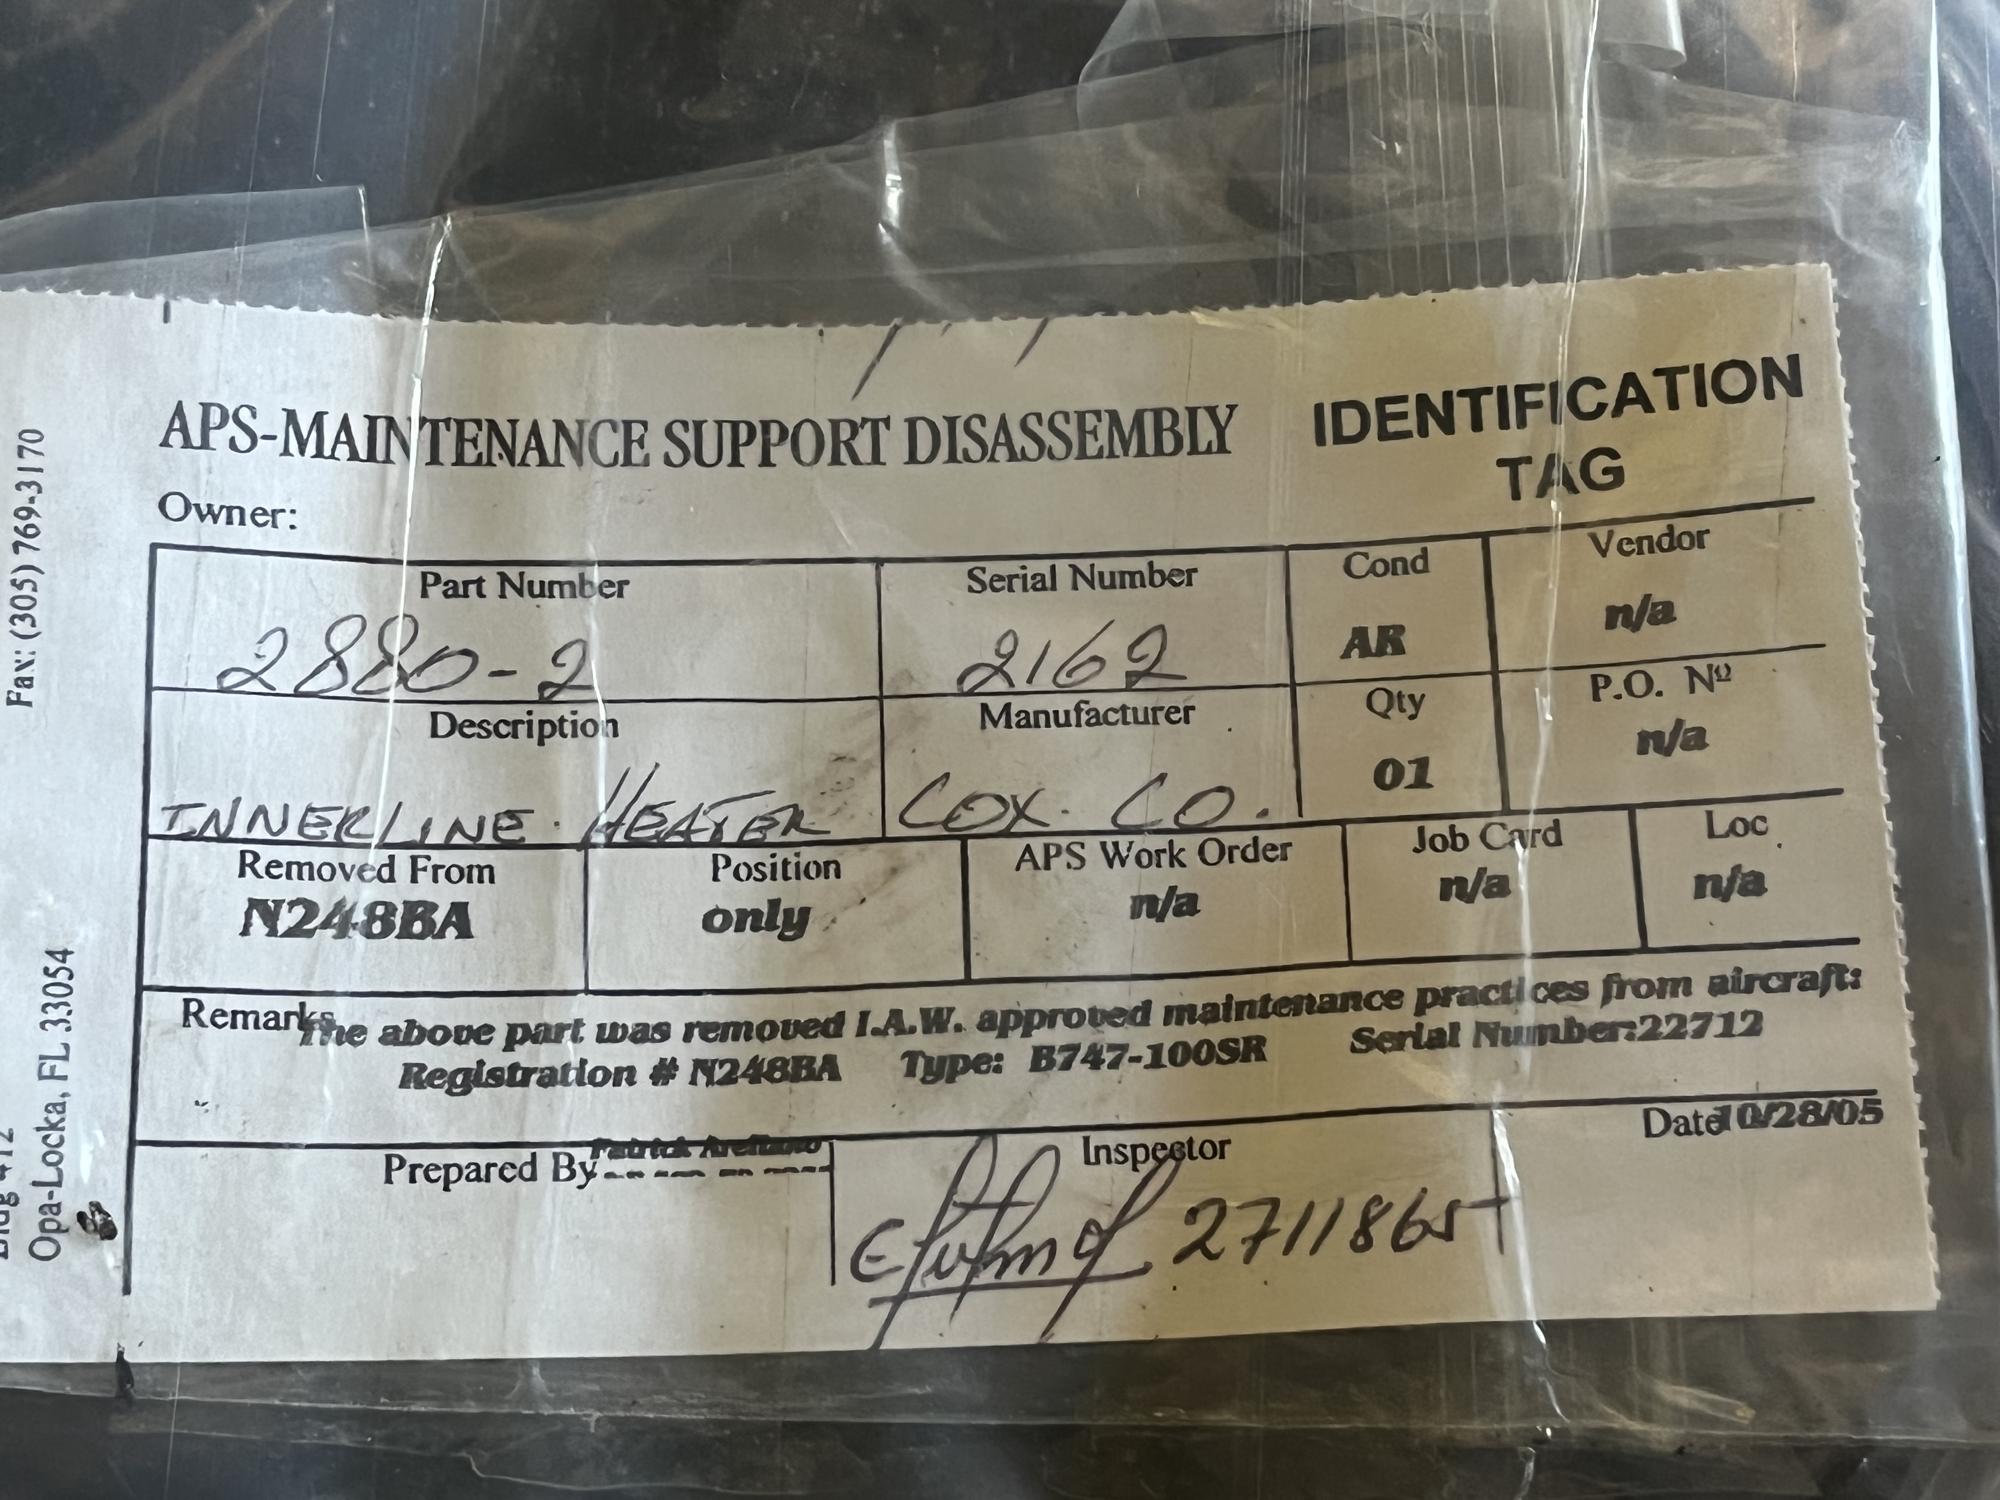 APS-MAINTENANCE SUPPORT DISASSEMBLY
IDENTIFICATION
TAG
Owner:
Part Number
2880-2
Serial Number
2162
Cond
AR
Vendor
n/a
Description
INNERLINE HEATER
Manufacturer
COX. CO.
Qty
01
P.O. Nº
n/a
Removed From
N248BA
Position
only
APS Work Order
n/a
Job Card
n/a
Loc
n/a
Remarks The above part was removed I.A.W. approved maintenance practices from aircraft:
Registration # N248BA Type: B747-100SR Serial Number:22712
Prepared By Patrick Arellano
Inspector
Date 10/28/05
Fax: (305) 769-3170
Opa-Locka, FL 33054